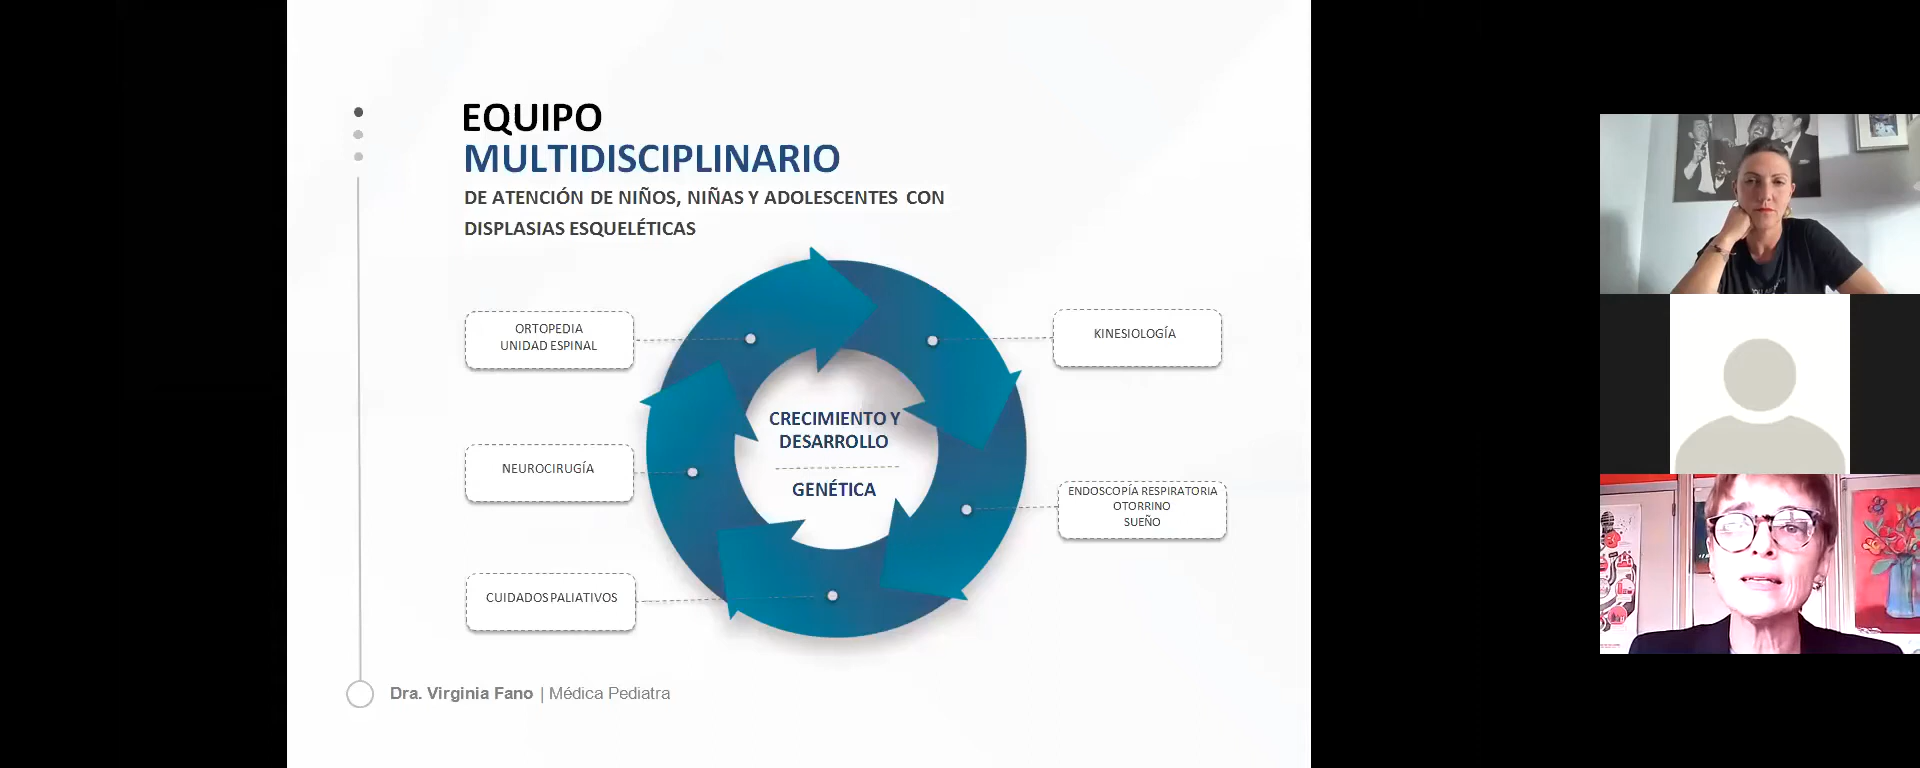 EQUIPO
MULTIDISCIPLINARIO
DE ATENCIÓN DE NIÑOS, NIÑAS Y ADOLESCENTES CON
DISPLASIAS ESQUELÉTICAS
ORTOPEDIA
UNIDAD ESPINAL
KINESIOLOGÍA
CRECIMIENTO Y
DESARROLLO
GENÉTICA
NEUROCIRUGÍA
ENDOSCOPÍA RESPIRATORIA
OTORRINO
SUEÑO
CUIDADOS PALIATIVOS
Dra. Virginia Fano | Médica Pediatra